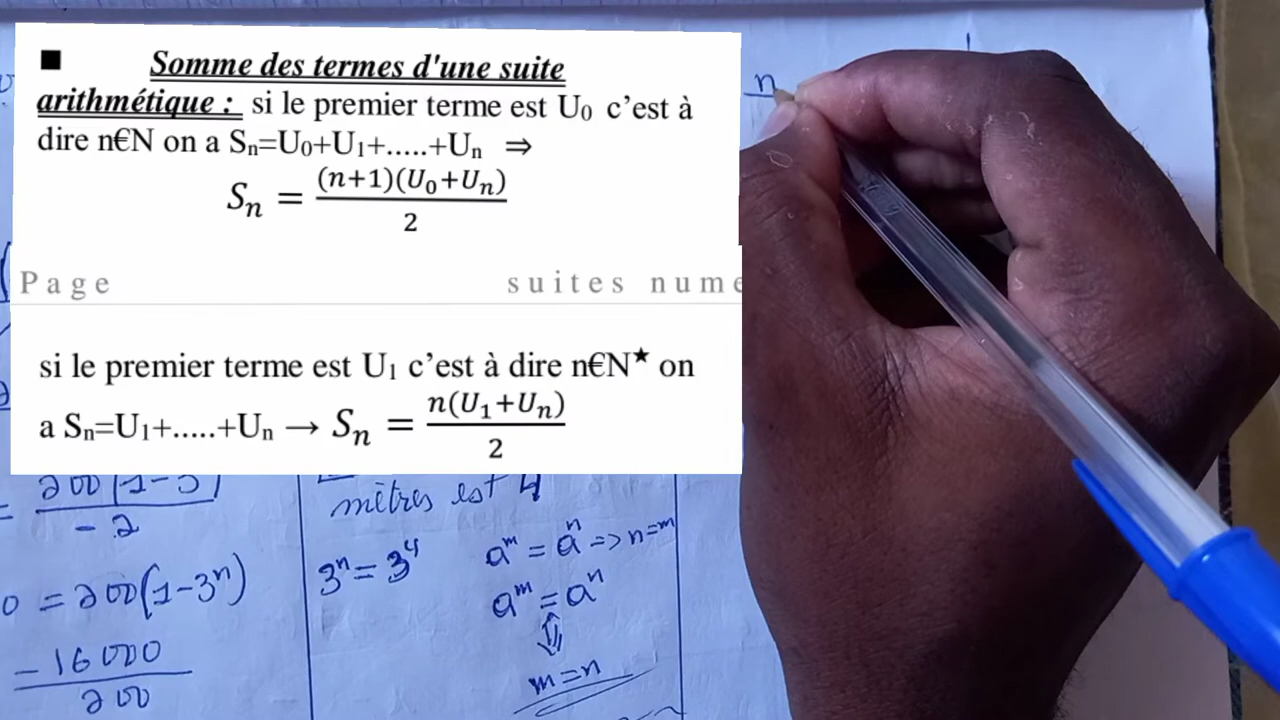 ■ Somme des termes d'une suite
arithmétique : si le premier terme est U₀ c’est à
dire n€N on a Sₙ=U₀+U₁+.....+Uₙ ⇒
Sₙ = (n+1)(U₀+Uₙ) / 2
Page suites nume
si le premier terme est U₁ c’est à dire n€N★ on
a Sₙ=U₁+.....+Uₙ → Sₙ = n(U₁+Uₙ) / 2
n
- 2
0 = 200(1-3ⁿ)
-16000 / 200
mètres est 4
3ⁿ = 3⁴
aᵐ = aⁿ => n=m
aᵐ = aⁿ
⇕
m=n